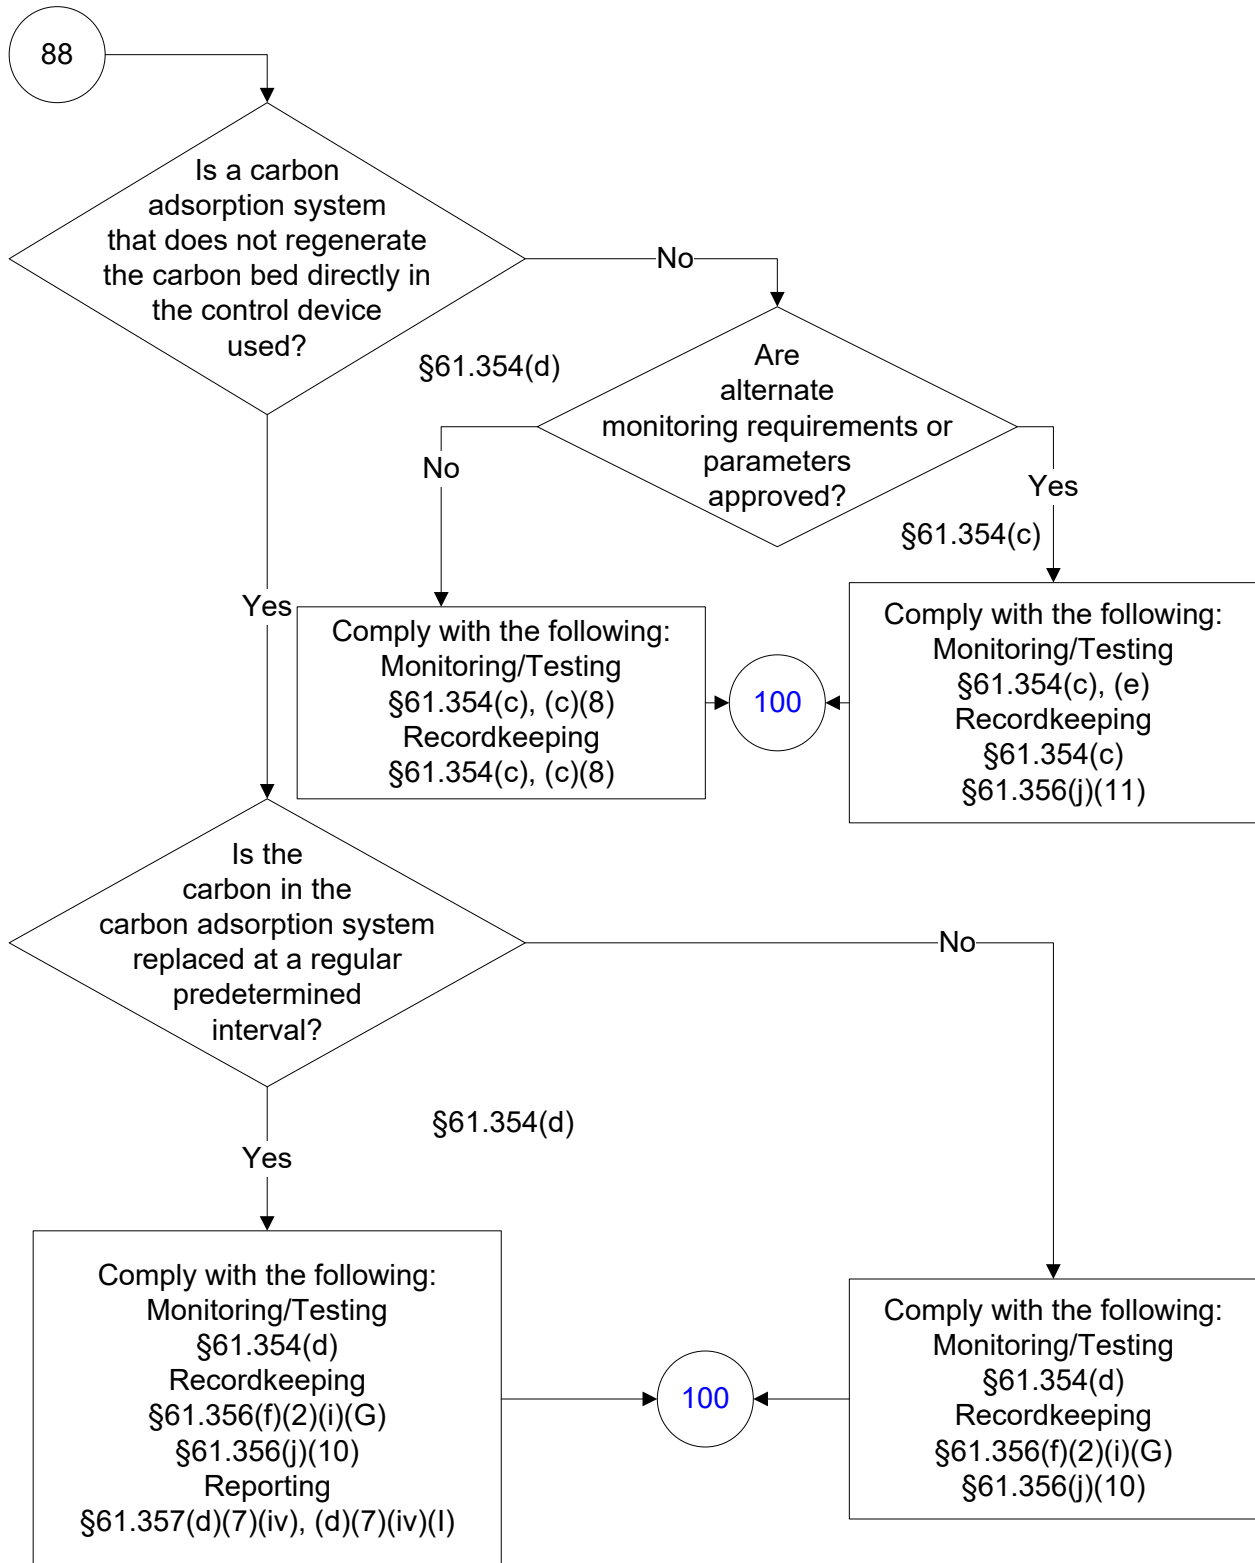 88
Is a carbon
adsorption system
that does not regenerate
the carbon bed directly in
the control device
used?
No
§61.354(d)
Are
alternate
monitoring requirements or
parameters
approved?
No
Yes
§61.354(c)
Yes
Comply with the following:
Monitoring/Testing
§61.354(c), (c)(8)
Recordkeeping
§61.354(c), (c)(8)
100
Comply with the following:
Monitoring/Testing
§61.354(c), (e)
Recordkeeping
§61.354(c)
§61.356(j)(11)
Is the
carbon in the
carbon adsorption system
replaced at a regular
predetermined
interval?
No
§61.354(d)
Yes
Comply with the following:
Monitoring/Testing
§61.354(d)
Recordkeeping
§61.356(f)(2)(i)(G)
§61.356(j)(10)
Reporting
§61.357(d)(7)(iv), (d)(7)(iv)(I)
100
Comply with the following:
Monitoring/Testing
§61.354(d)
Recordkeeping
§61.356(f)(2)(i)(G)
§61.356(j)(10)